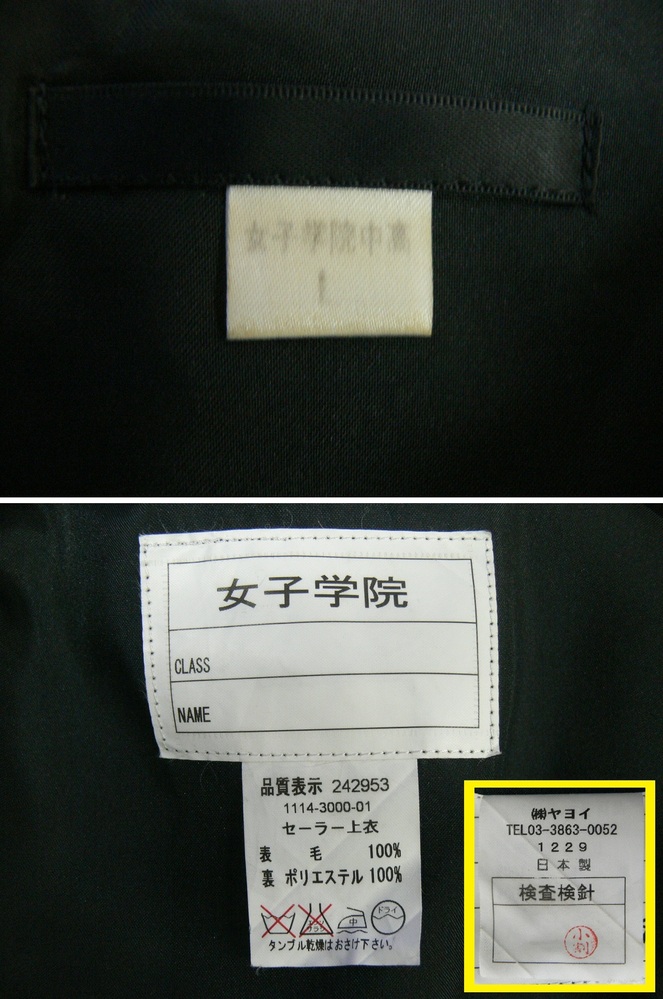 女子学院中高
L
女子学院
CLASS
NAME
品質表示 242953
1114-3000-01
セーラー上衣
表 毛 100%
裏 ポリエステル 100%
中
ドライ
タンブル乾燥はおさけ下さい。
㈱ヤヨイ
TEL03-3863-0052
1229
日本製
検査検針
小割